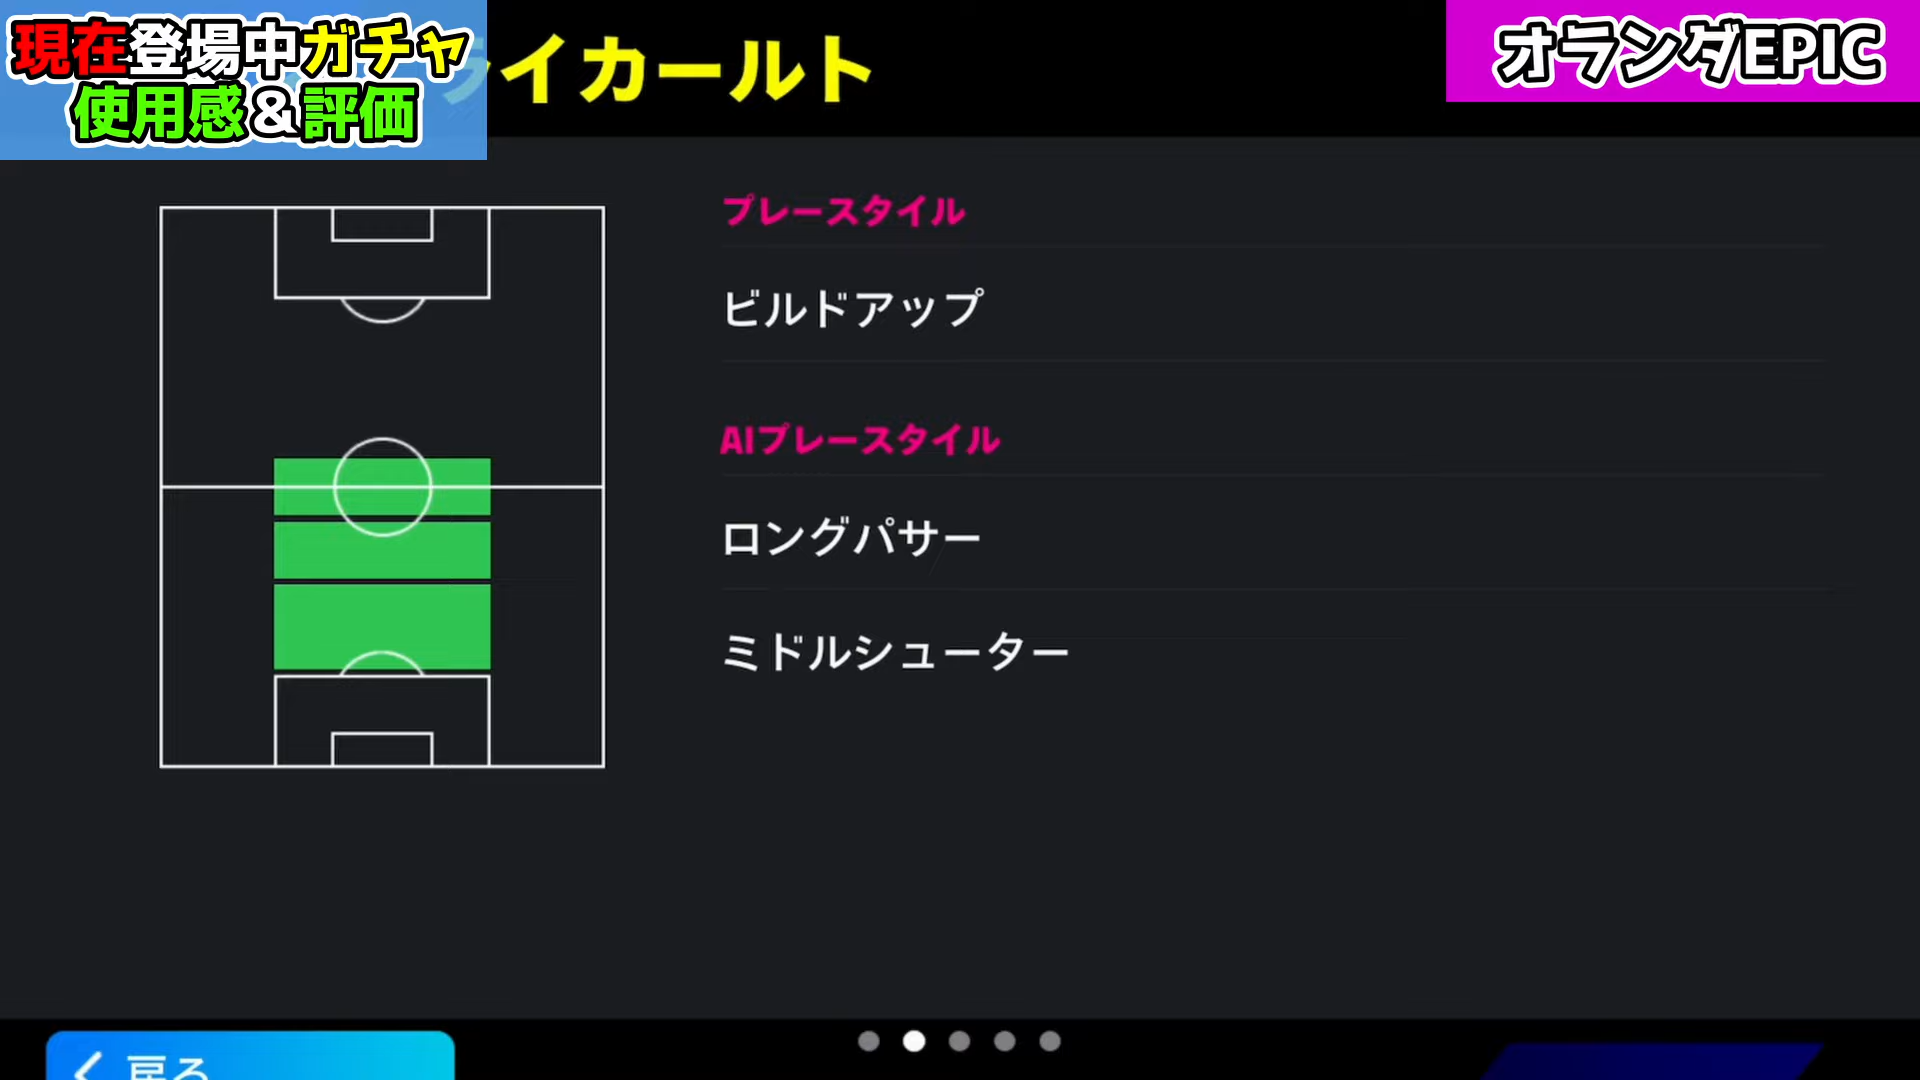 現在登場中ガチャ
使用感&評価
イカールト
オランダEPIC
プレースタイル
ビルドアップ
AIプレースタイル
ロングパサー
ミドルシューター
戻る